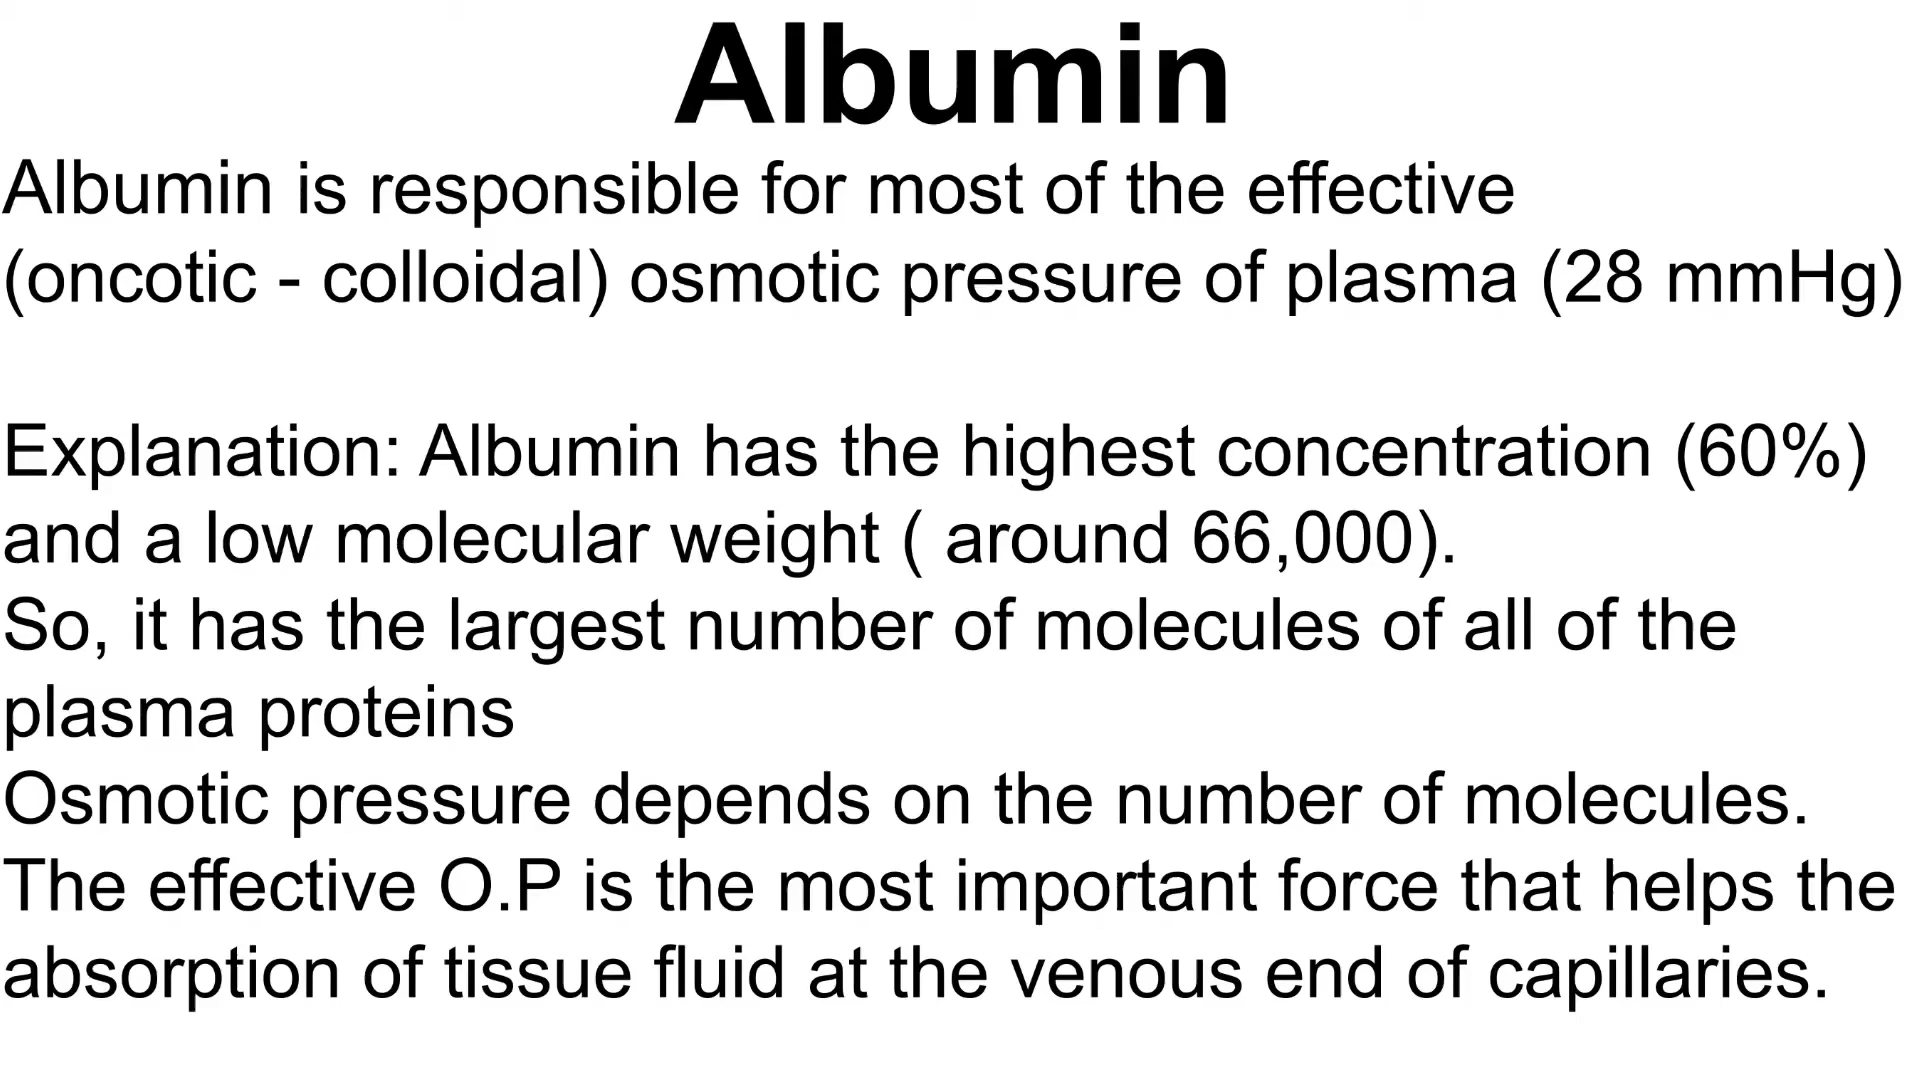 Albumin
Albumin is responsible for most of the effective
(oncotic - colloidal) osmotic pressure of plasma (28 mmHg)
Explanation: Albumin has the highest concentration (60%)
and a low molecular weight ( around 66,000).
So, it has the largest number of molecules of all of the
plasma proteins
Osmotic pressure depends on the number of molecules.
The effective O.P is the most important force that helps the
absorption of tissue fluid at the venous end of capillaries.